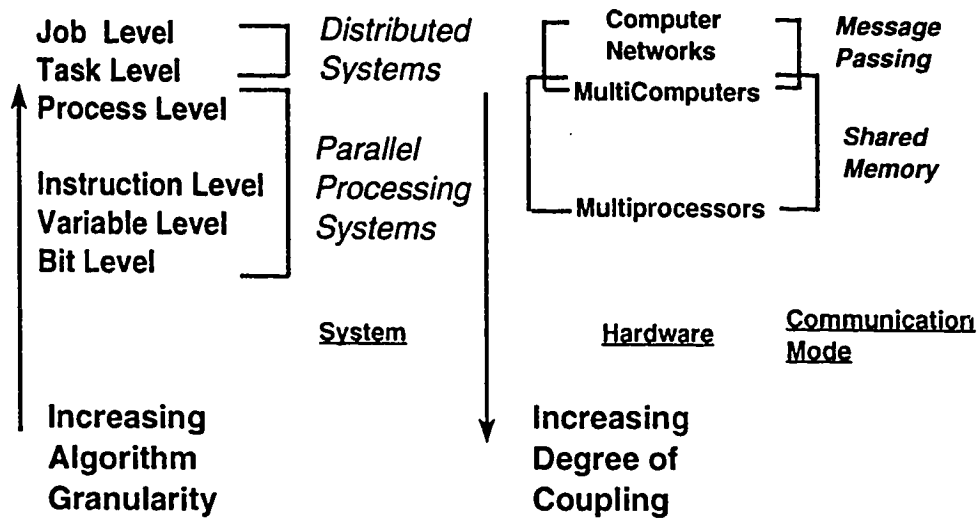 Job Level
Task Level
Process Level
Instruction Level
Variable Level
Bit Level
Distributed
Systems
Parallel
Processing
Systems
System
Increasing
Algorithm
Granularity
Computer
Networks
MultiComputers
Multiprocessors
Hardware
Message
Passing
Shared
Memory
Communication
Mode
Increasing
Degree of
Coupling